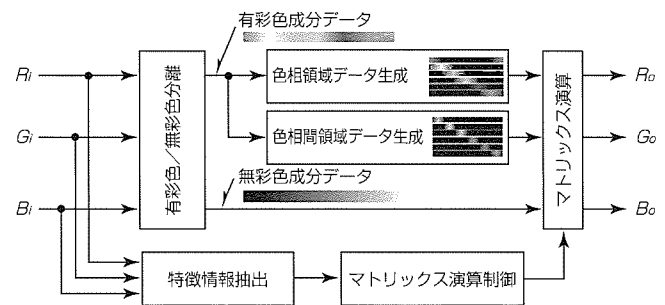 有彩色成分データ
Ri
Gi
Bi
有彩色/無彩色分離
色相領域データ生成
色相間領域データ生成
無彩色成分データ
マトリックス演算
Ro
Go
Bo
特徴情報抽出
マトリックス演算制御